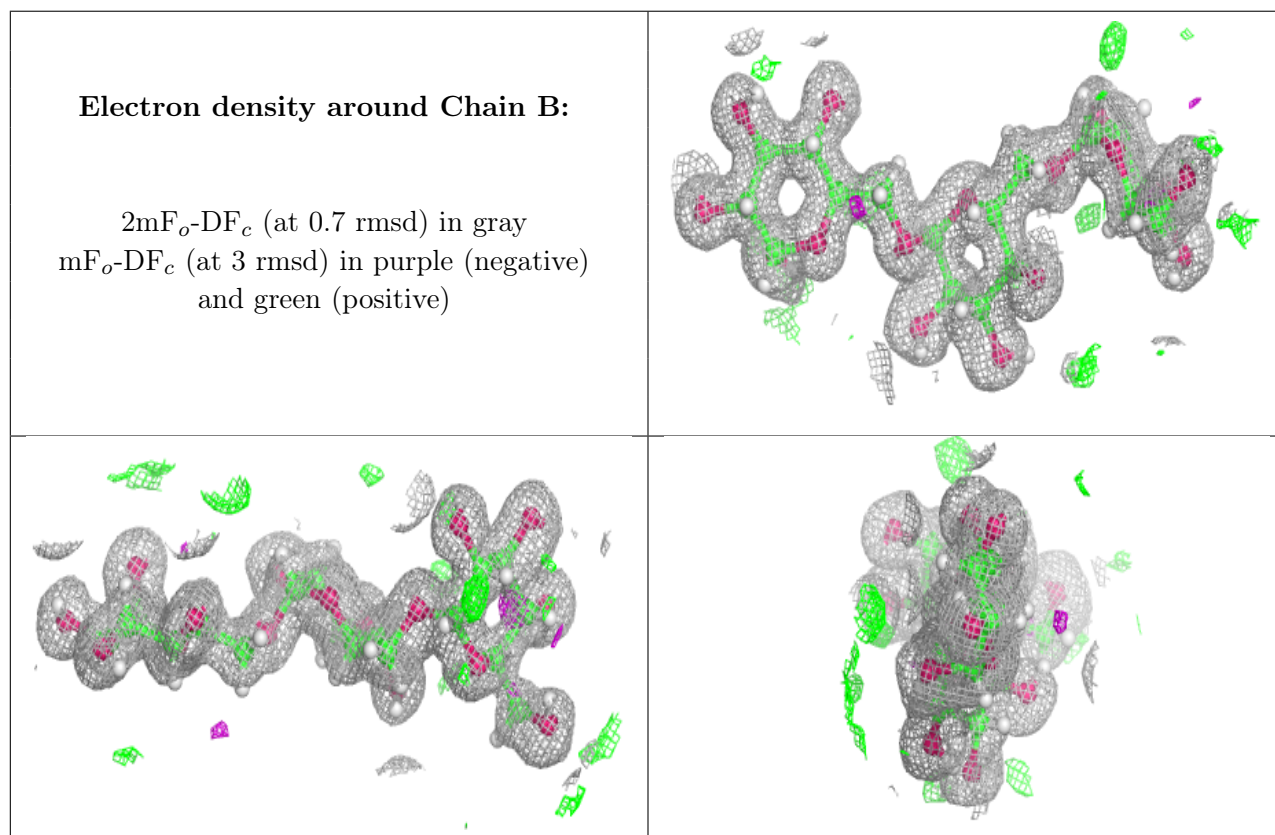 Electron density around Chain B:
2mFₒ-DF𝒸 (at 0.7 rmsd) in gray
mFₒ-DF𝒸 (at 3 rmsd) in purple (negative)
and green (positive)